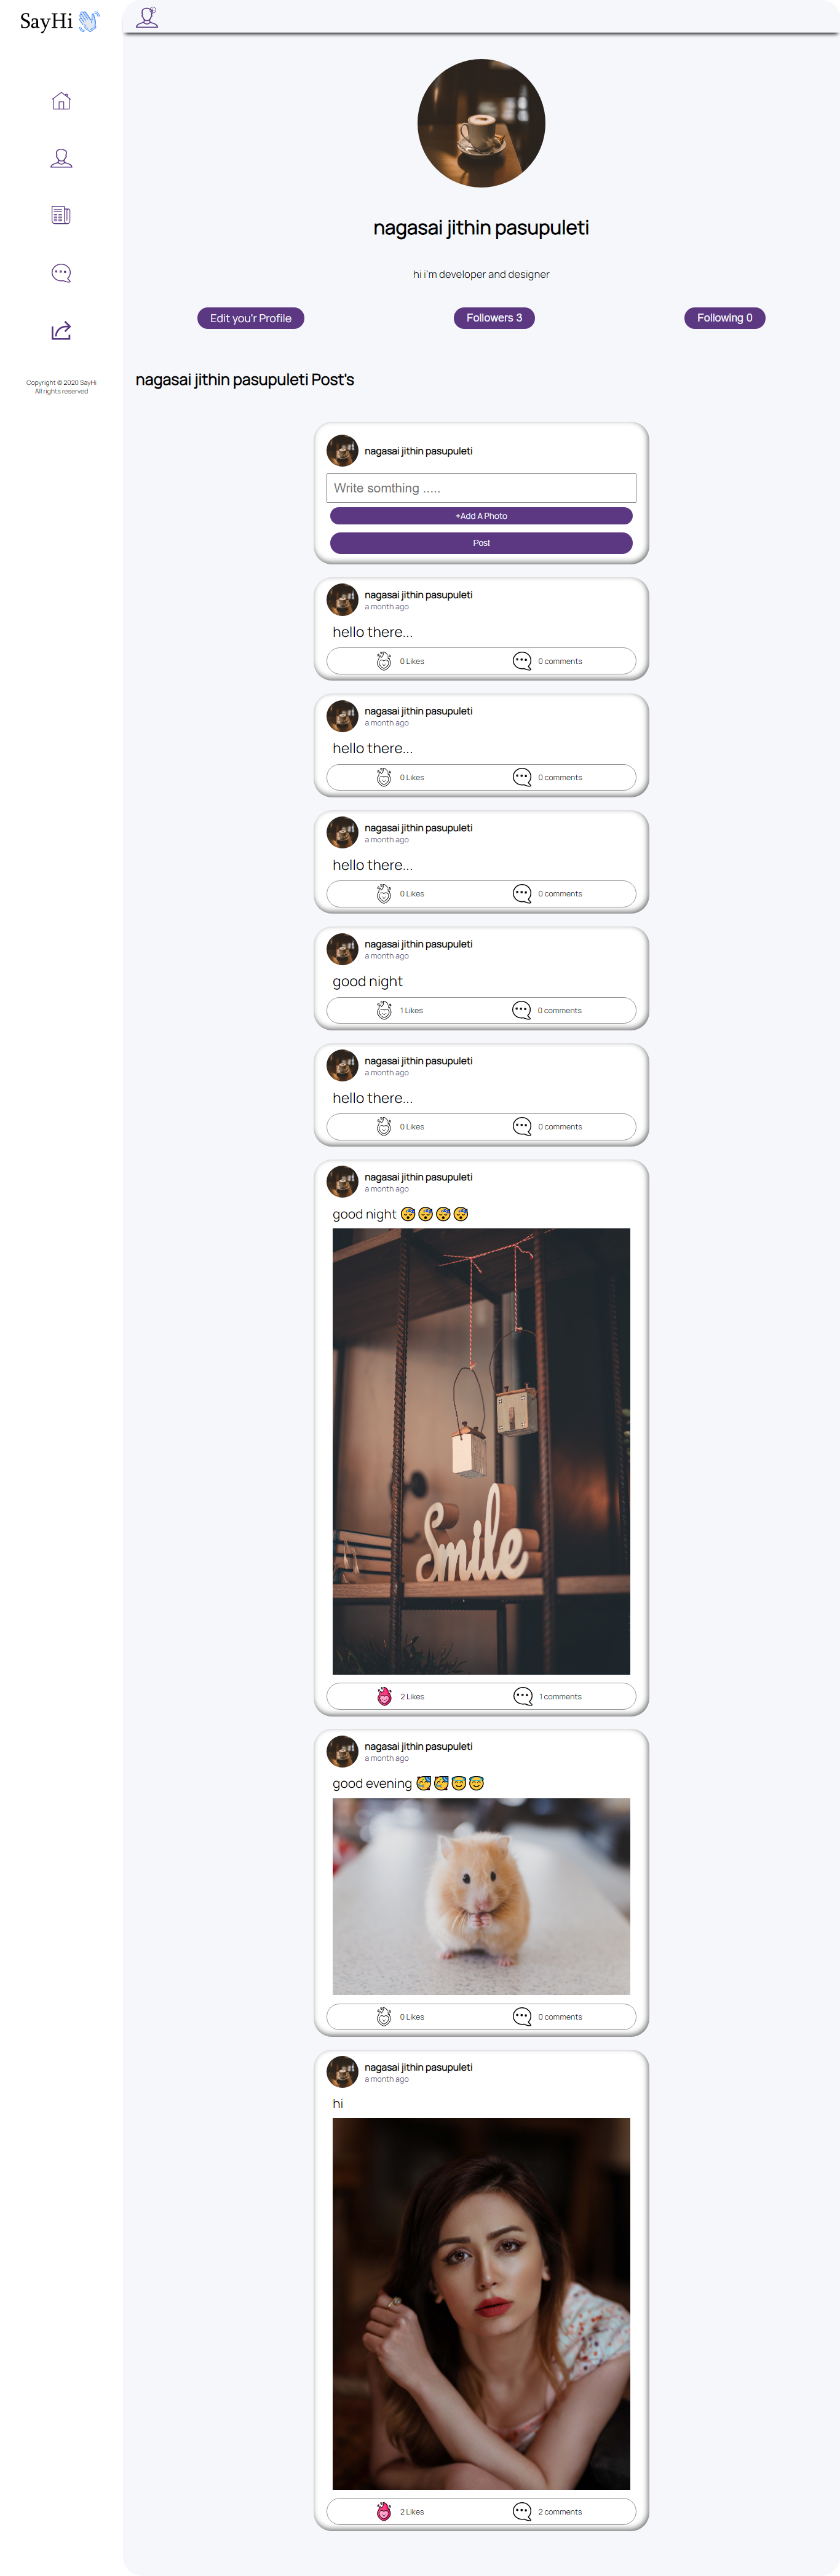 SayHi
Copyright © 2020 SayHi
All rights reserved
nagasai jithin pasupuleti
hi i'm developer and designer
Edit you'r Profile
Followers 3
Following 0
nagasai jithin pasupuleti Post's
nagasai jithin pasupuleti
Write somthing .....
+Add A Photo
Post
nagasai jithin pasupuleti
a month ago
hello there...
0 Likes
0 comments
nagasai jithin pasupuleti
a month ago
hello there...
0 Likes
0 comments
nagasai jithin pasupuleti
a month ago
hello there...
0 Likes
0 comments
nagasai jithin pasupuleti
a month ago
good night
1 Likes
0 comments
nagasai jithin pasupuleti
a month ago
hello there...
0 Likes
0 comments
nagasai jithin pasupuleti
a month ago
good night 😴😴😴😴
Smile
2 Likes
1 comments
nagasai jithin pasupuleti
a month ago
good evening 🥰🥰😇😇
0 Likes
0 comments
nagasai jithin pasupuleti
a month ago
hi
2 Likes
2 comments